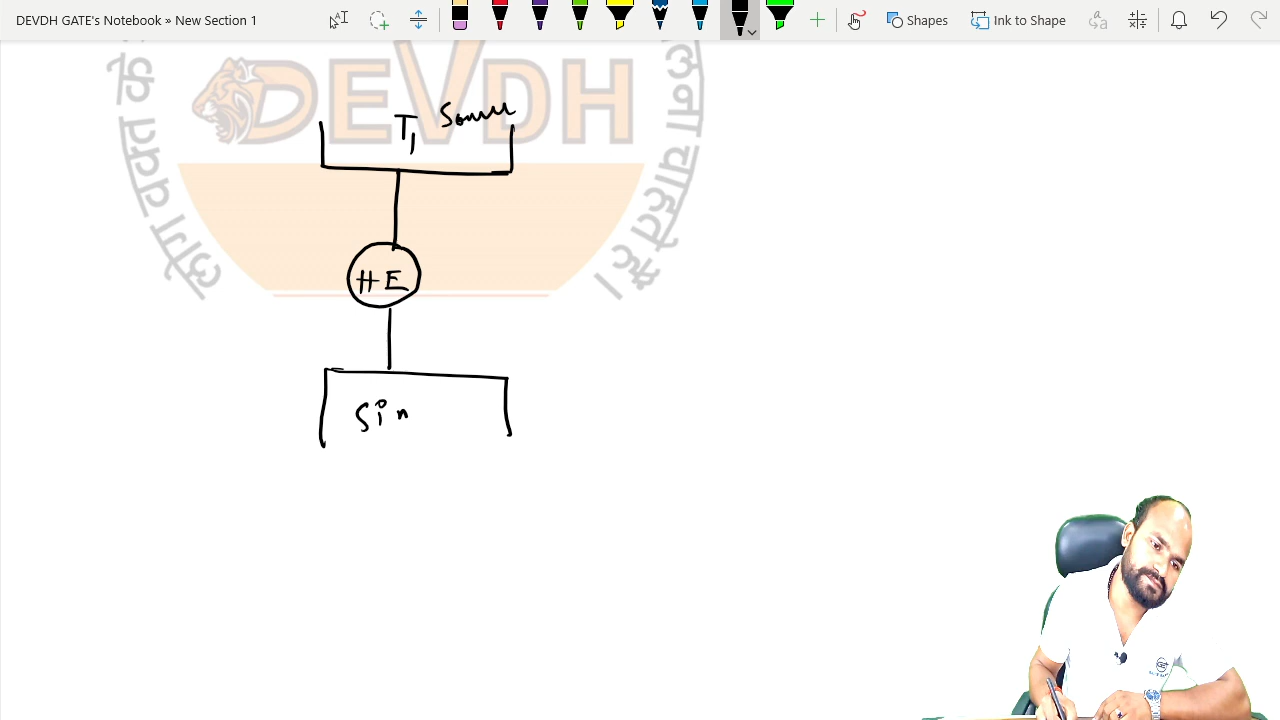 DEVDH GATE's Notebook » New Section 1
Shapes
Ink to Shape
DEVDH
T1 Source
HE
Sin